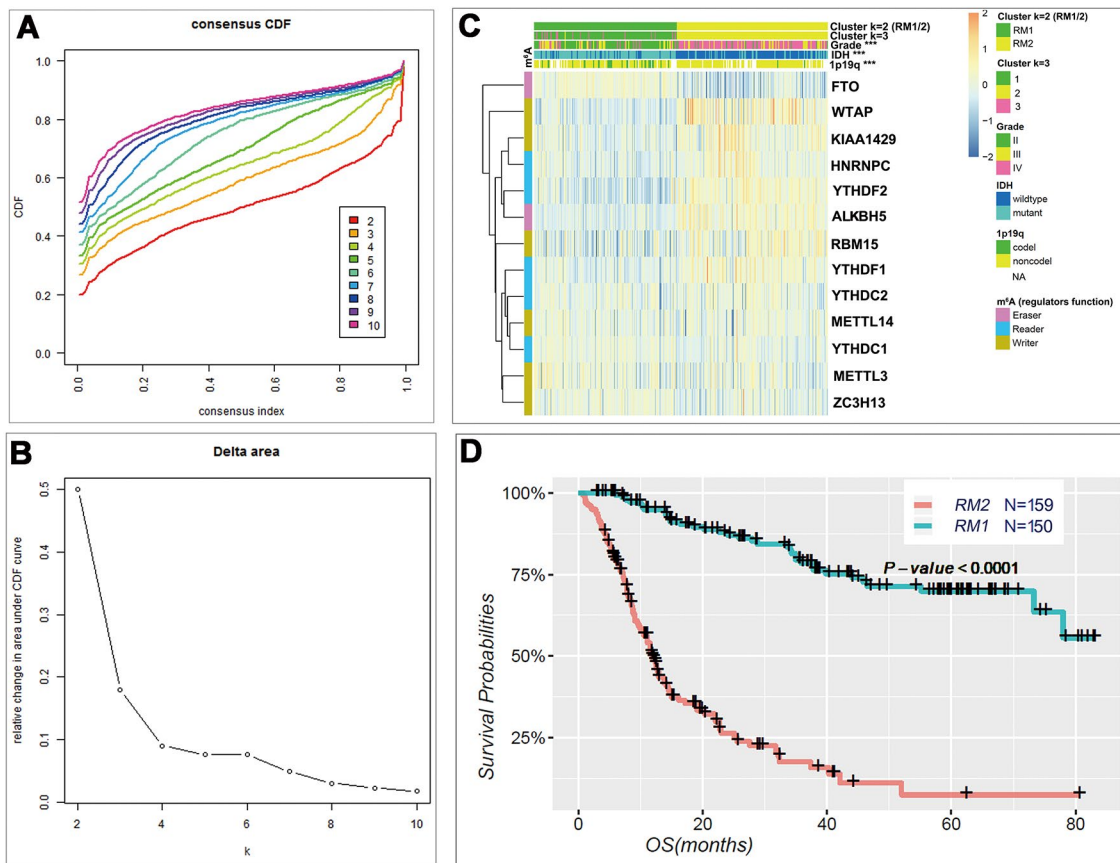 A
consensus CDF
CDF
1.0
0.8
0.6
0.4
0.2
0.0
2
3
4
5
6
7
8
9
10
0.0 0.2 0.4 0.6 0.8 1.0
consensus index
B
Delta area
relative change in area under CDF curve
0.5
0.4
0.3
0.2
0.1
0.0
2 4 6 8 10
k
C
m⁶A
Cluster k=2 (RM1/2)
Cluster k=3
Grade ***
IDH ***
1p19q ***
FTO
WTAP
KIAA1429
HNRNPC
YTHDF2
ALKBH5
RBM15
YTHDF1
YTHDC2
METTL14
YTHDC1
METTL3
ZC3H13
2
1
0
−1
−2
Cluster k=2 (RM1/2)
RM1
RM2
Cluster k=3
1
2
3
Grade
II
III
IV
IDH
wildtype
mutant
1p19q
codel
noncodel
NA
m⁶A (regulators function)
Eraser
Reader
Writer
D
Survival Probabilities
100%
75%
50%
25%
RM2 N=159
RM1 N=150
P−value<0.0001
0 20 40 60 80
OS(months)